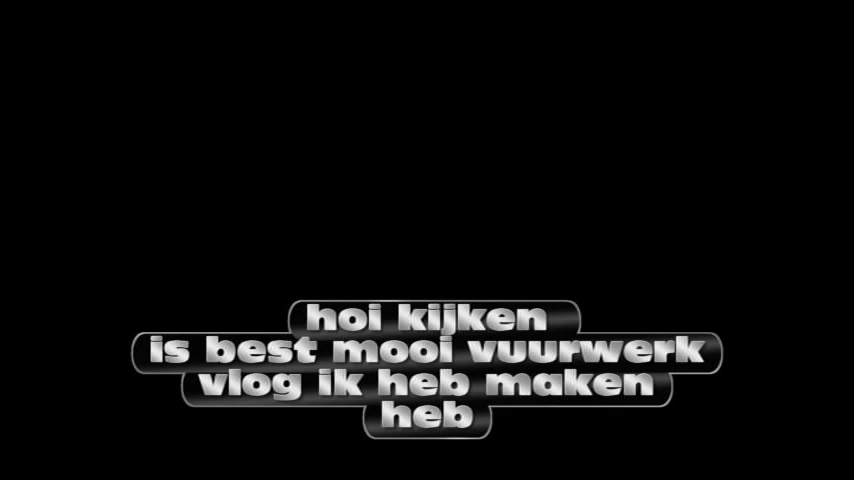 hoi kijken
is best mooi vuurwerk
vlog ik heb maken
heb